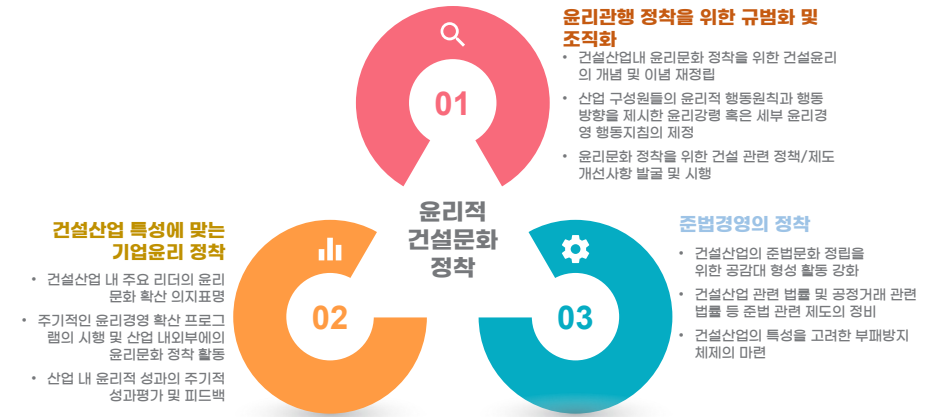 윤리관행 정착을 위한 규범화 및
조직화
• 건설산업내 윤리문화 정착을 위한 건설윤리
의 개념 및 이념 재정립
• 산업 구성원들의 윤리적 행동원칙과 행동
방향을 제시한 윤리강령 혹은 세부 윤리경
영 행동지침의 제정
• 윤리문화 정착을 위한 건설 관련 정책/제도
개선사항 발굴 및 시행
01
윤리적
건설문화
정착
건설산업 특성에 맞는
기업윤리 정착
• 건설산업 내 주요 리더의 윤리
문화 확산 의지표명
• 주기적인 윤리경영 확산 프로그
램의 시행 및 산업 내외부에의
윤리문화 정착 활동
• 산업 내 윤리적 성과의 주기적
성과평가 및 피드백
02
03
준법경영의 정착
• 건설산업의 준법문화 정립을
위한 공감대 형성 활동 강화
• 건설산업 관련 법률 및 공정거래 관련
법률 등 준법 관련 제도의 정비
• 건설산업의 특성을 고려한 부패방지
체제의 마련